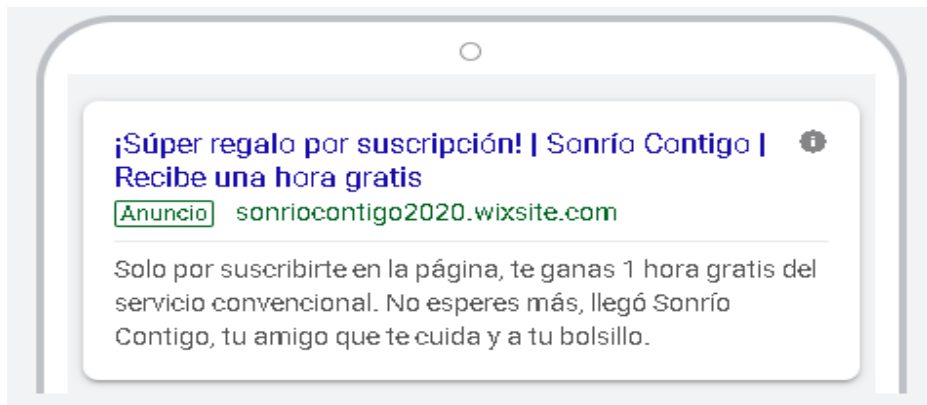 ¡Súper regalo por suscripción! | Sonrío Contigo |
Recibe una hora gratis
Anuncio sonriocontigo2020.wixsite.com
Solo por suscribirte en la página, te ganas 1 hora gratis del
servicio convencional. No esperes más, llegó Sonrío
Contigo, tu amigo que te cuida y a tu bolsillo.